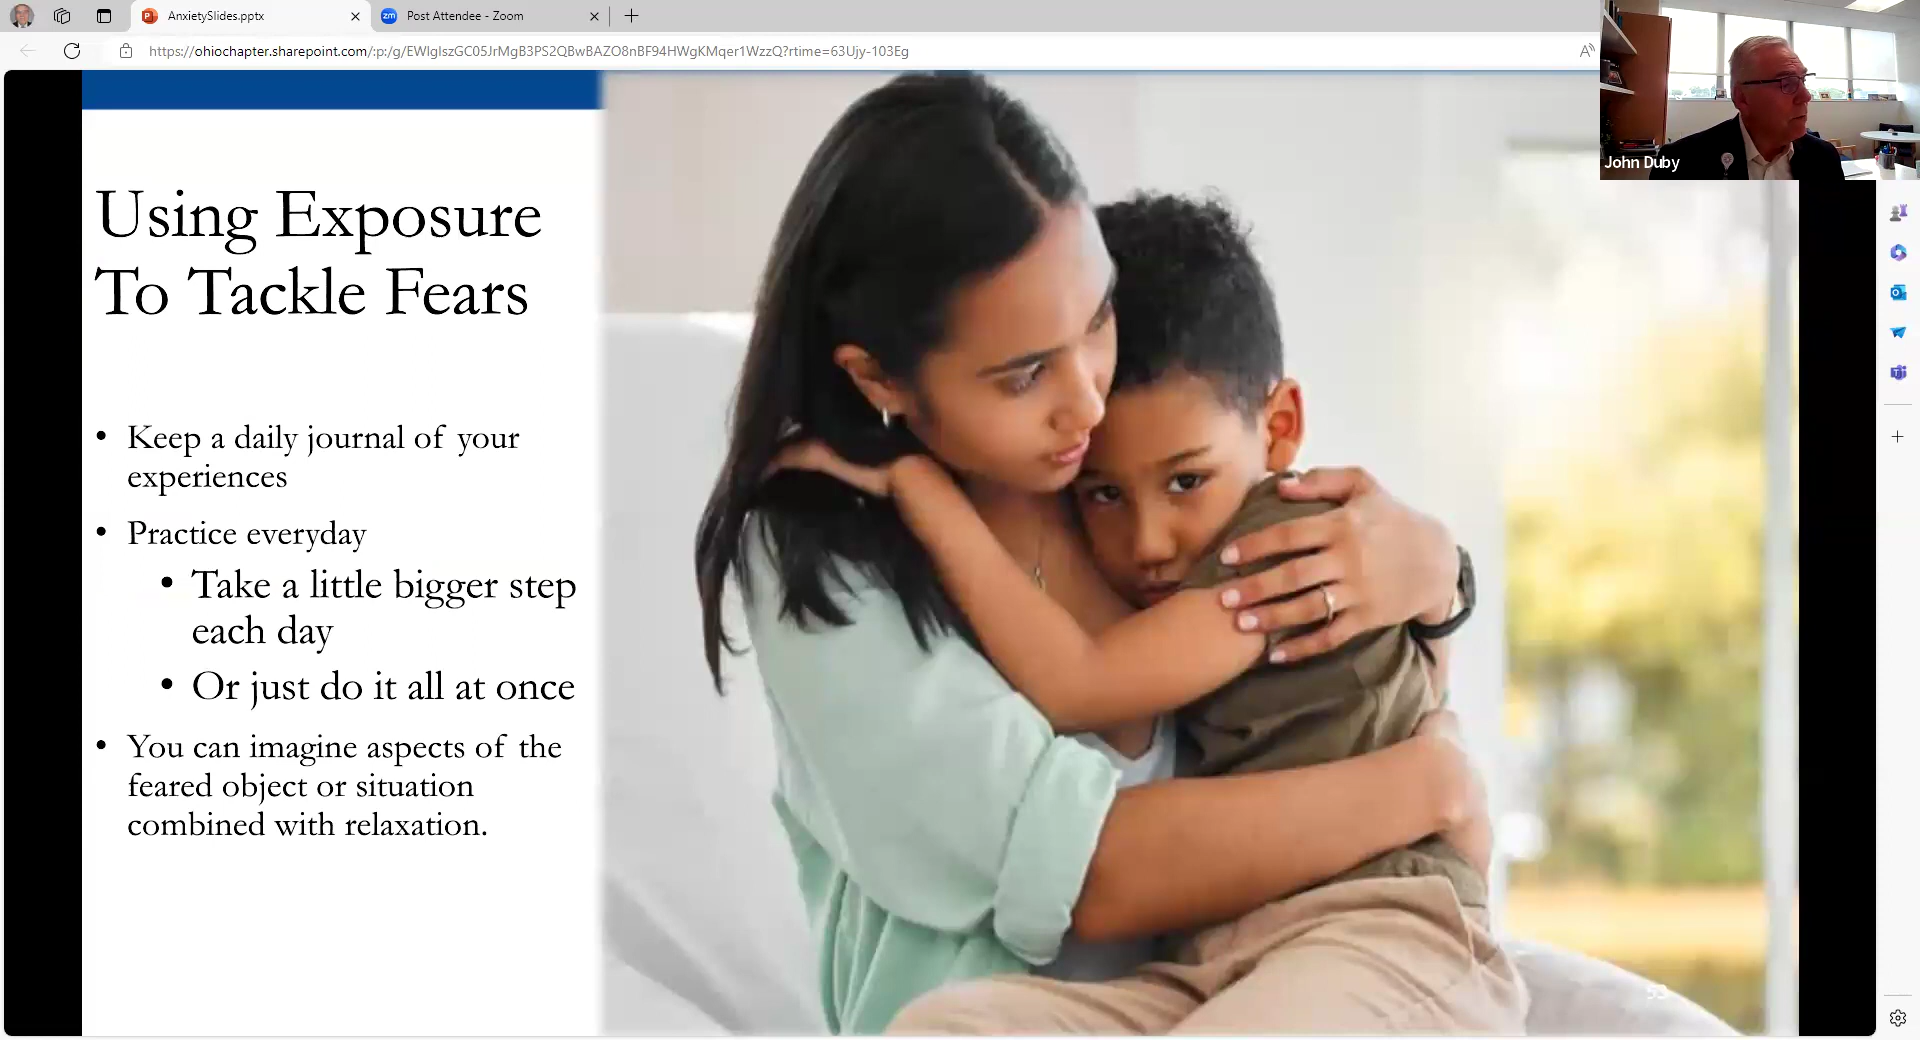 AnxietySlides.pptx
Post Attendee - Zoom
https://ohiochapter.sharepoint.com/:p:/g/EWIgIszGC05JrMgB3PS2QBwBAZO8nBF94HWgKMqer1WzzQ?rtime=63Ujy-103Eg
John Duby
Using Exposure
To Tackle Fears
• Keep a daily journal of your
experiences
• Practice everyday
• Take a little bigger step
each day
• Or just do it all at once
• You can imagine aspects of the
feared object or situation
combined with relaxation.
53